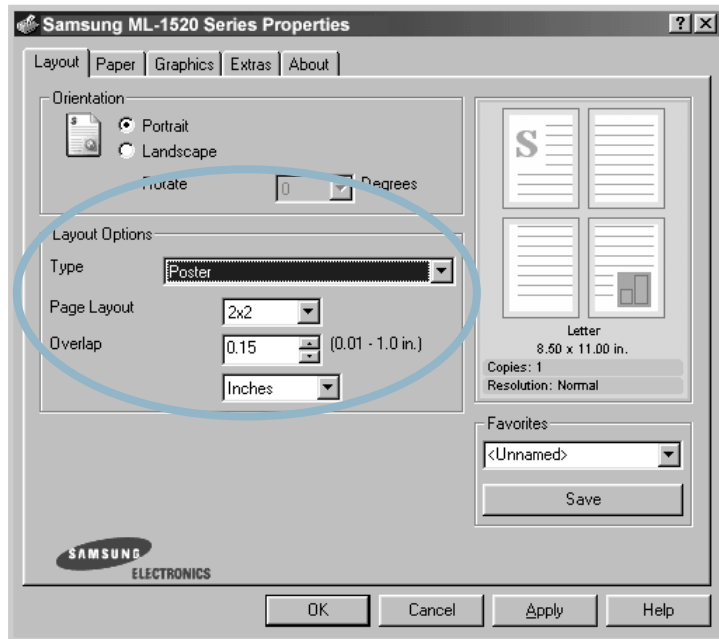 Samsung ML-1520 Series Properties
Layout Paper Graphics Extras About
Orientation
Portrait
Landscape
Rotate 0 Degrees
Layout Options
Type Poster
Page Layout 2x2
Overlap 0.15 (0.01 - 1.0 in.)
Inches
S
S
Letter
8.50 x 11.00 in.
Copies: 1
Resolution: Normal
Favorites
<Unnamed>
Save
SAMSUNG
ELECTRONICS
OK Cancel Apply Help